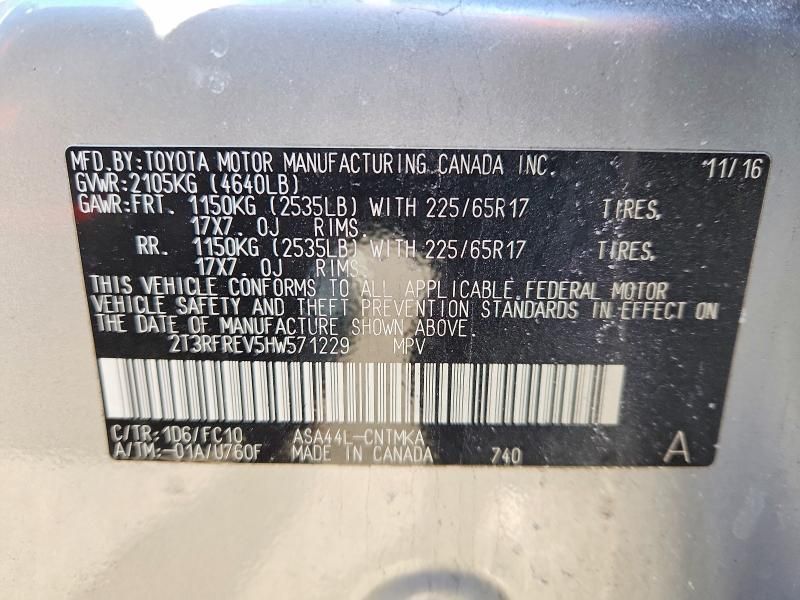 MFD.BY:TOYOTA MOTOR MANUFACTURING CANADA INC. 11/16
GVWR:2105KG (4640LB)
GAWR:FRT. 1150KG (2535LB) WITH 225/65R17 TIRES,
17X7.0J RIMS.
RR. 1150KG (2535LB) WITH 225/65R17 TIRES,
17X7.0J RIMS.
THIS VEHICLE CONFORMS TO ALL APPLICABLE FEDERAL MOTOR
VEHICLE SAFETY AND THEFT PREVENTION STANDARDS IN EFFECT ON
THE DATE OF MANUFACTURE SHOWN ABOVE.
2T3RFREV5HW571229 MPV
C/TR:1D6/FC10 ASA44L-CNTMKA
A/TM:-01A/U760F MADE IN CANADA 740 A